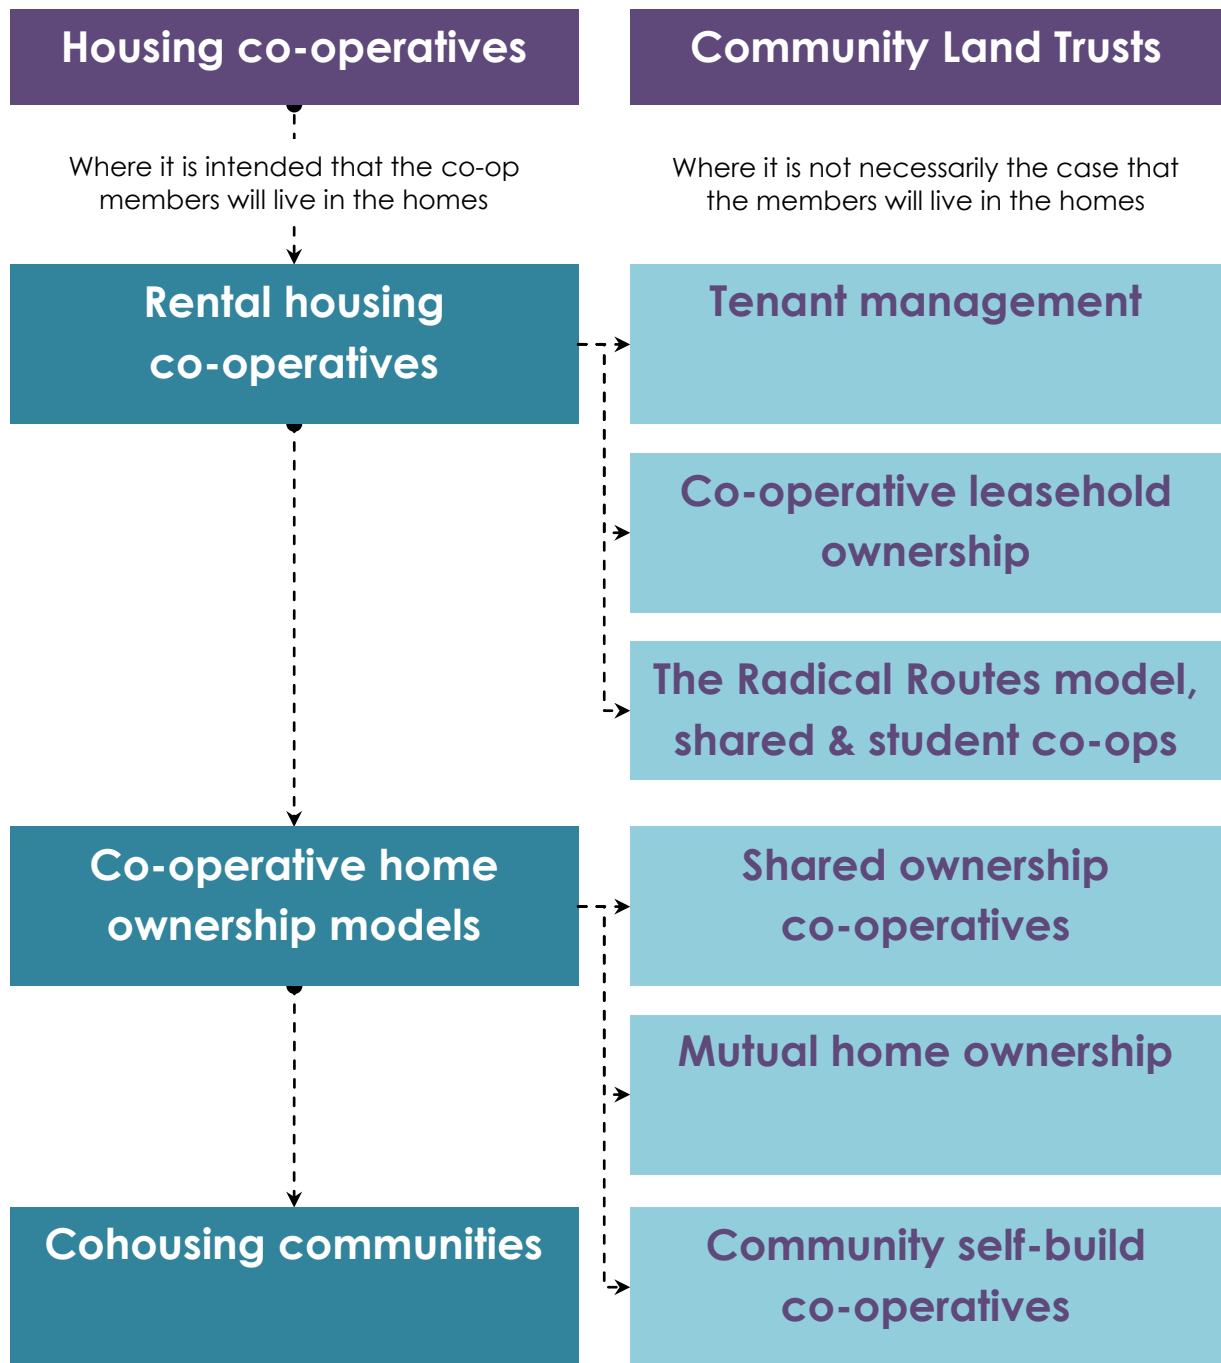 Housing co-operatives
Community Land Trusts
Where it is intended that the co-op
members will live in the homes
Where it is not necessarily the case that
the members will live in the homes
Rental housing
co-operatives
Tenant management
Co-operative leasehold
ownership
The Radical Routes model,
shared & student co-ops
Co-operative home
ownership models
Shared ownership
co-operatives
Mutual home ownership
Cohousing communities
Community self-build
co-operatives